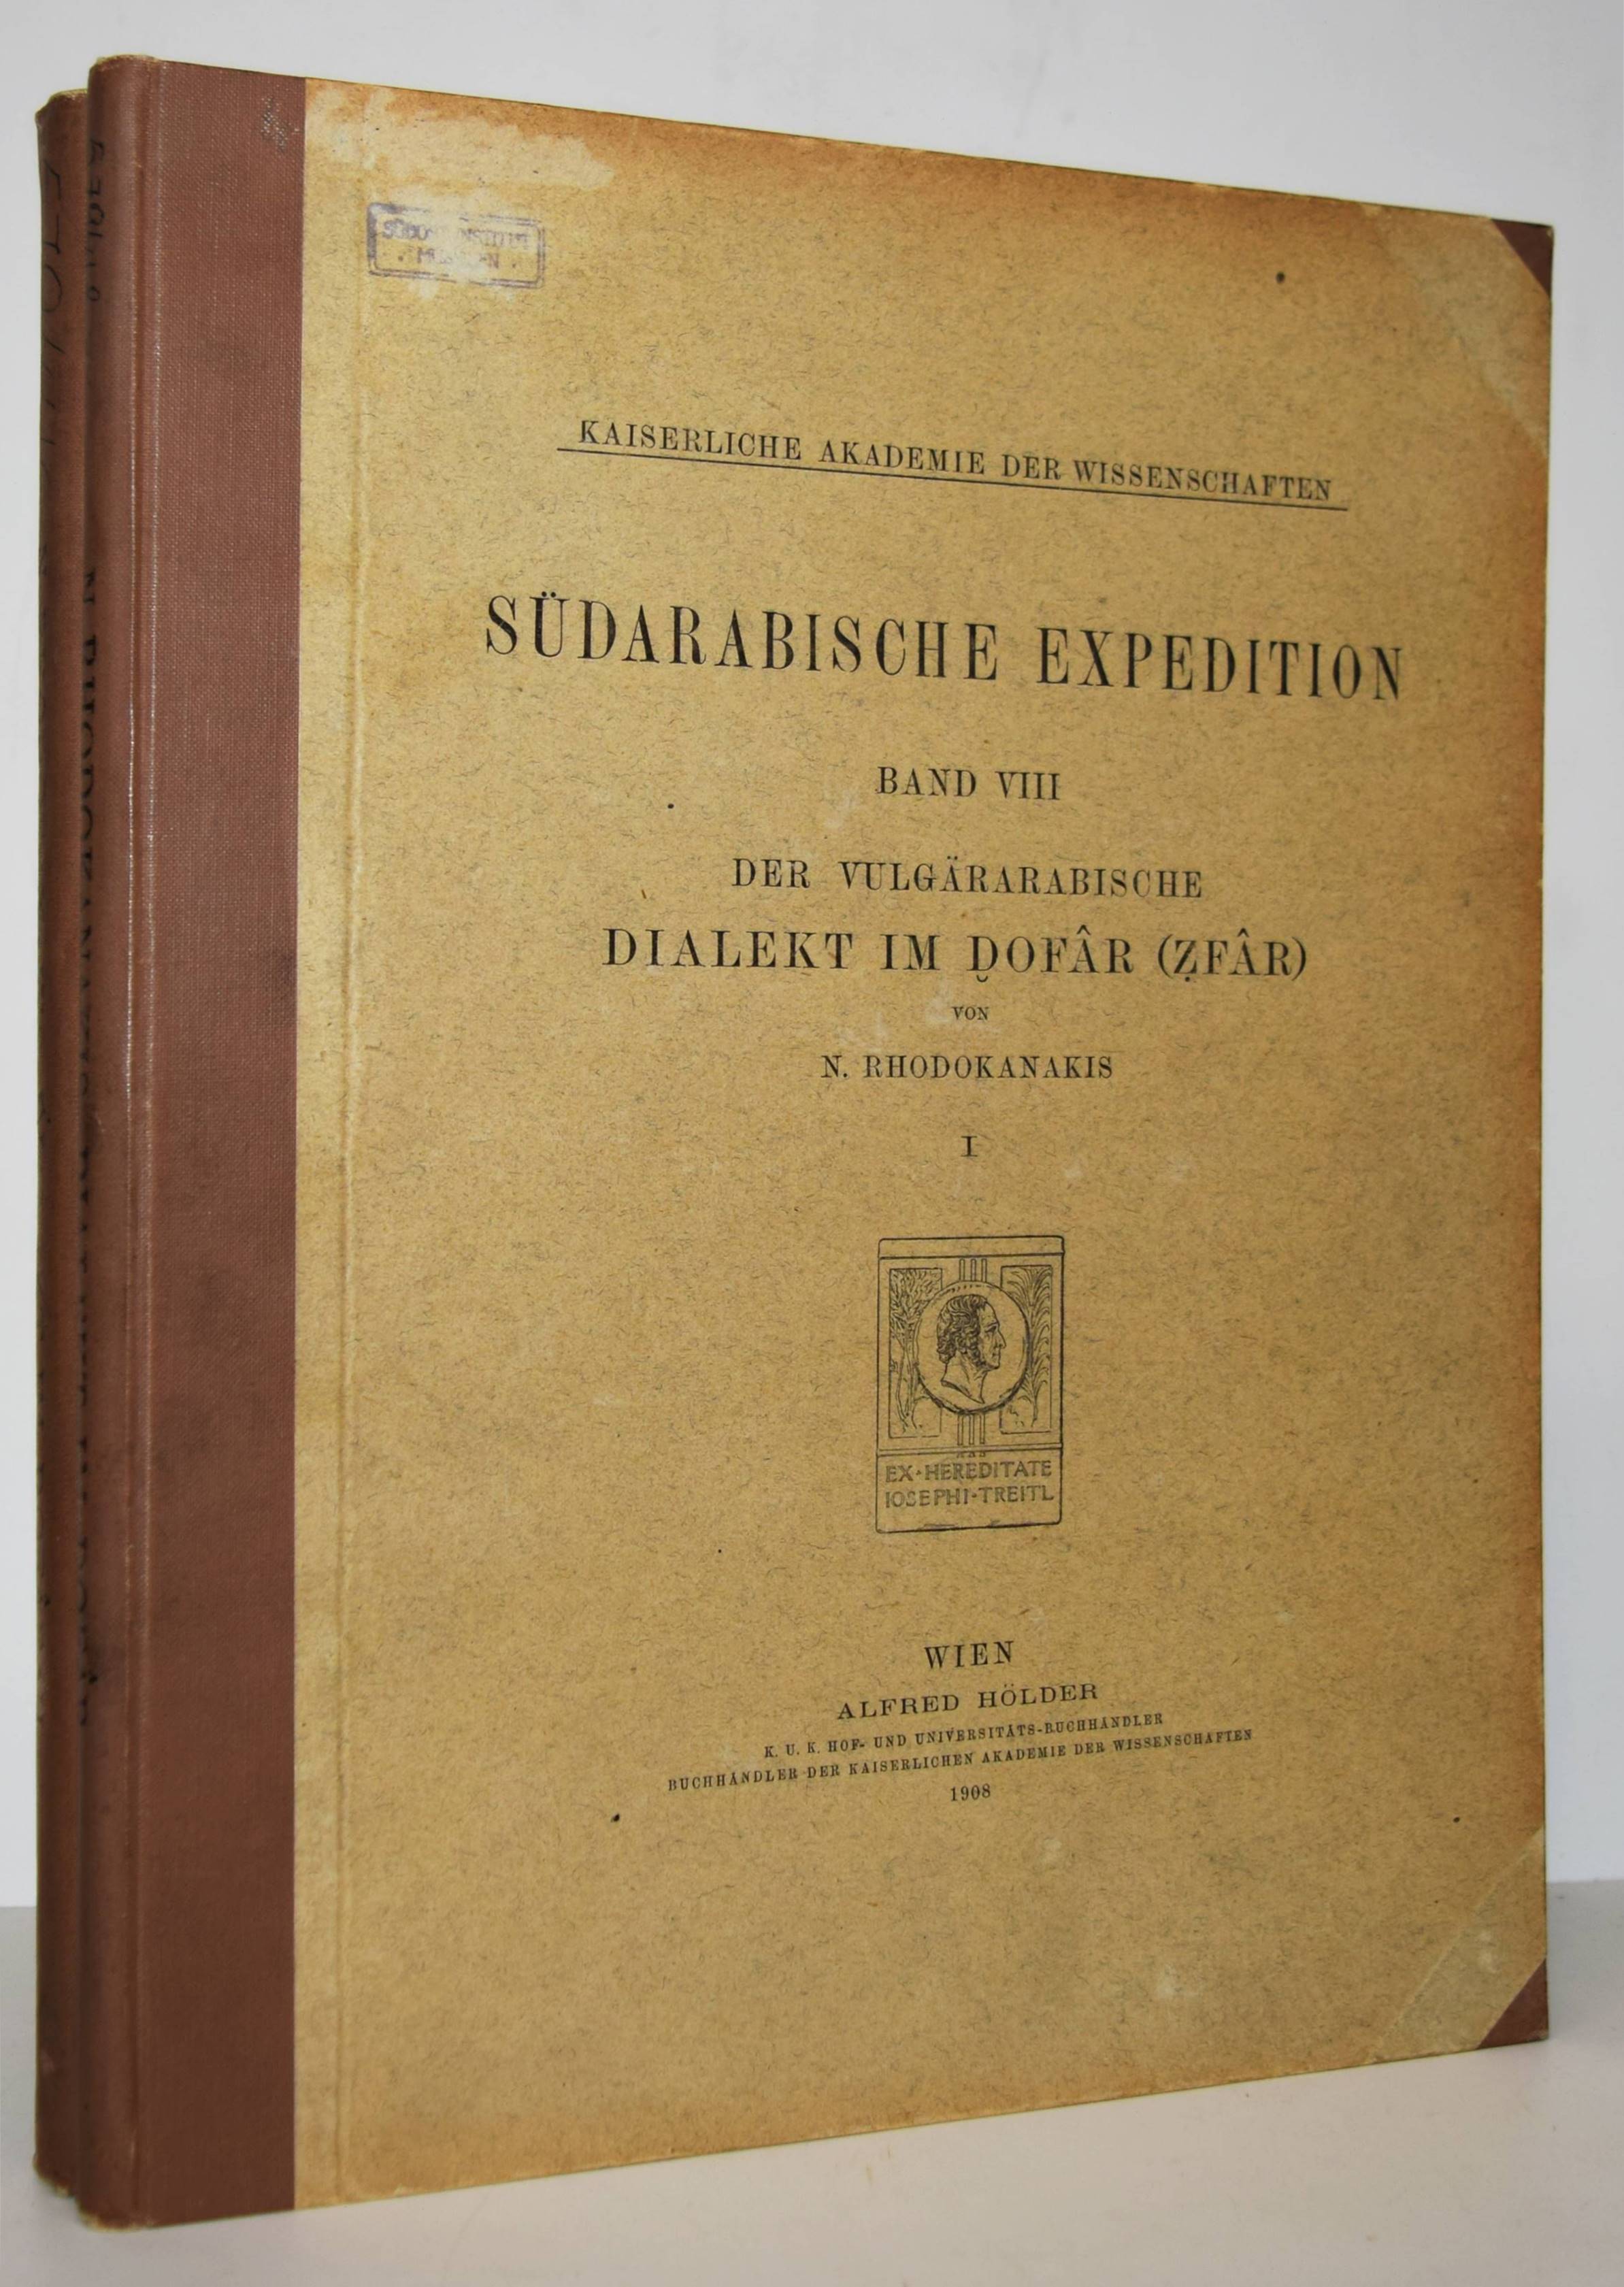 KAISERLICHE AKADEMIE DER WISSENSCHAFTEN
SÜDARABISCHE EXPEDITION
BAND VIII
DER VULGÄRARABISCHE
DIALEKT IM D̮OFÂR (ẒFÂR)
VON
N. RHODOKANAKIS
I
EX·HEREDITATE
IOSEPHI·TREITL
WIEN
ALFRED HÖLDER
K. U. K. HOF- UND UNIVERSITÄTS-BUCHHÄNDLER
BUCHHÄNDLER DER KAISERLICHEN AKADEMIE DER WISSENSCHAFTEN
1908